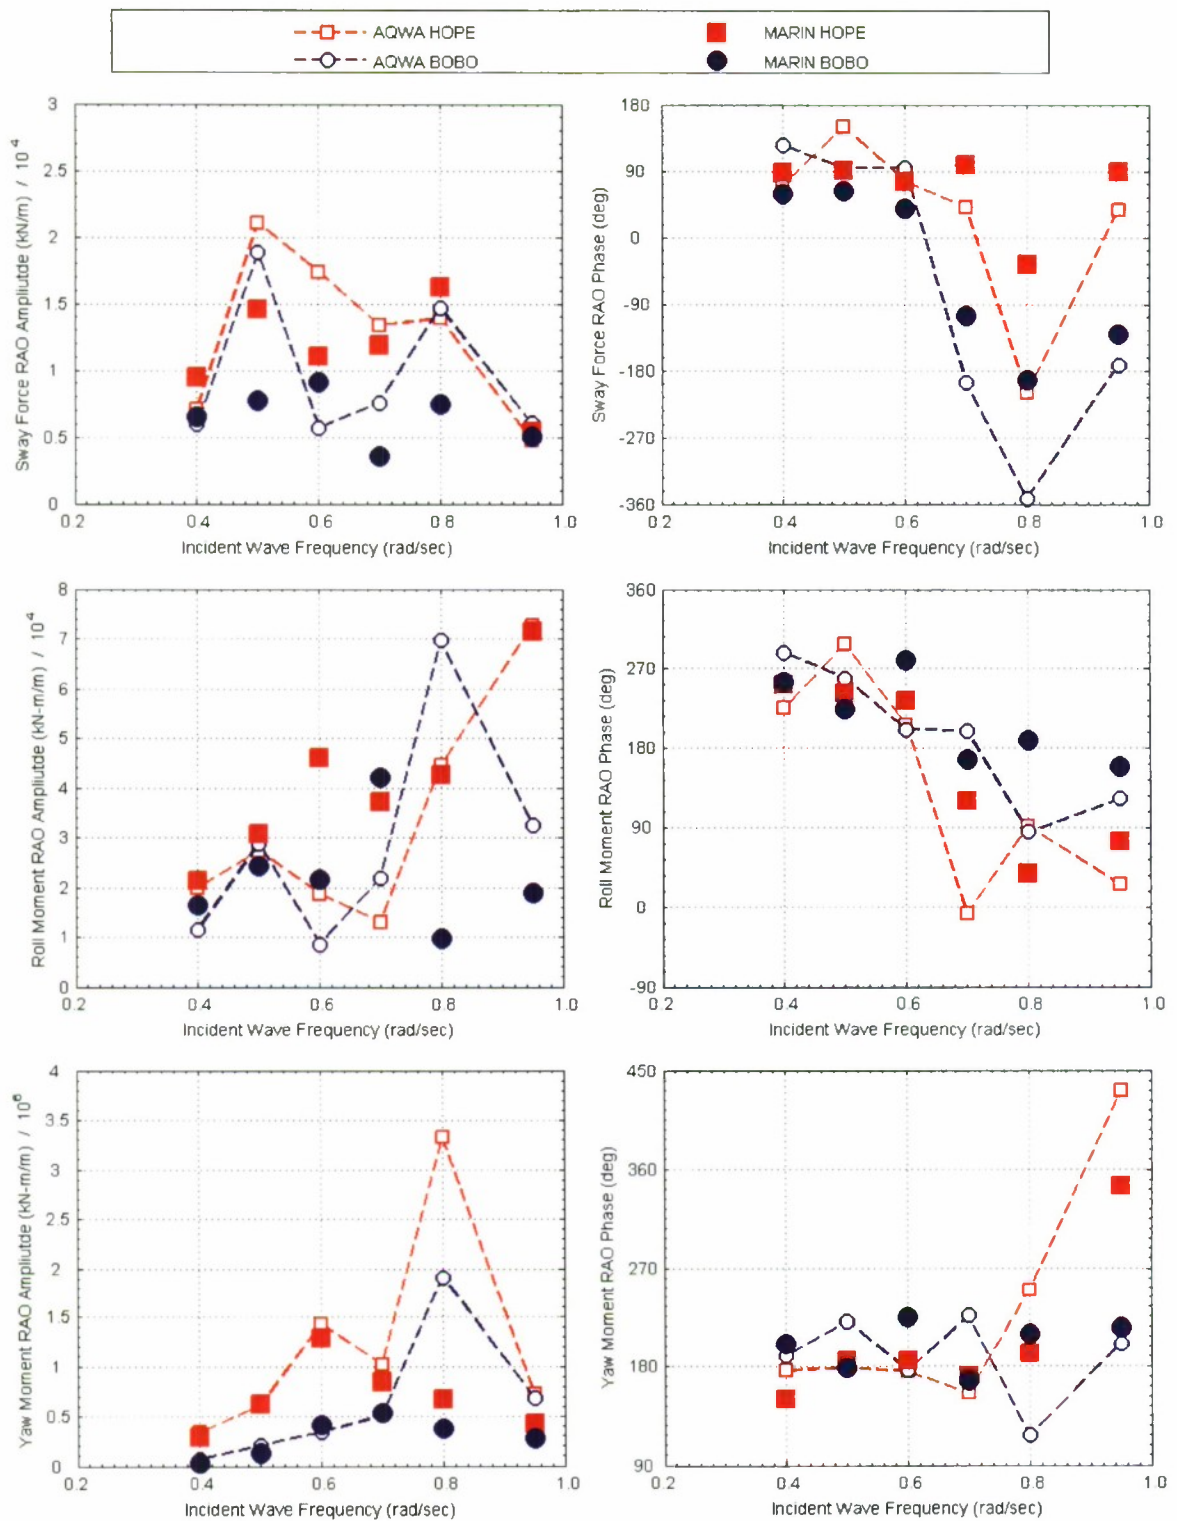 AQWA HOPE
MARIN HOPE
AQWA BOBO
MARIN BOBO
Sway Force RAO Ampliutde (kN/m) / 10^4
3
2.5
2
1.5
1
0.5
0
0.2 0.4 0.6 0.8 1.0
Incident Wave Frequency (rad/sec)
Sway Force RAO Phase (deg)
180
90
0
-90
-180
-270
-360
0.2 0.4 0.6 0.8 1.0
Incident Wave Frequency (rad/sec)
Roll Moment RAO Ampliutde (kN-m/m) / 10^4
8
7
6
5
4
3
2
1
0
0.2 0.4 0.6 0.8 1.0
Incident Wave Frequency (rad/sec)
Roll Moment RAO Phase (deg)
360
270
180
90
0
-90
0.2 0.4 0.6 0.8 1.0
Incident Wave Frequency (rad/sec)
Yaw Moment RAO Ampliutde (kN-m/m) / 10^6
4
3.5
3
2.5
2
1.5
1
0.5
0
0.2 0.4 0.6 0.8 1.0
Incident Wave Frequency (rad/sec)
Yaw Moment RAO Phase (deg)
450
360
270
180
90
0.2 0.4 0.6 0.8 1.0
Incident Wave Frequency (rad/sec)